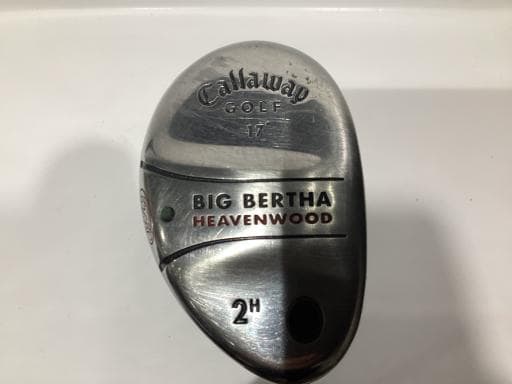 Callaway
GOLF
17
BIG BERTHA
HEAVENWOOD
2H